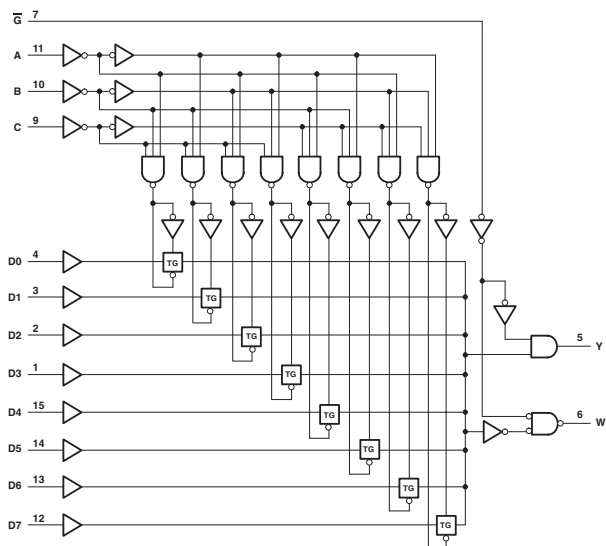 G̅ 7
A 11
B 10
C 9
D0 4
TG
D1 3
TG
D2 2
TG
5 Y
D3 1
TG
D4 15
TG
6 W
D5 14
TG
D6 13
TG
D7 12
TG